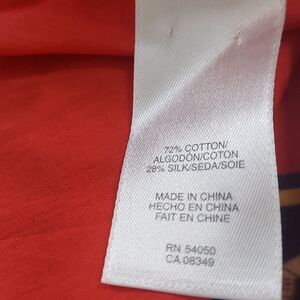 72% COTTON/
ALGODÓN/COTON
28% SILK/SEDA/SOIE
MADE IN CHINA
HECHO EN CHINA
FAIT EN CHINE
RN 54050
CA 08349